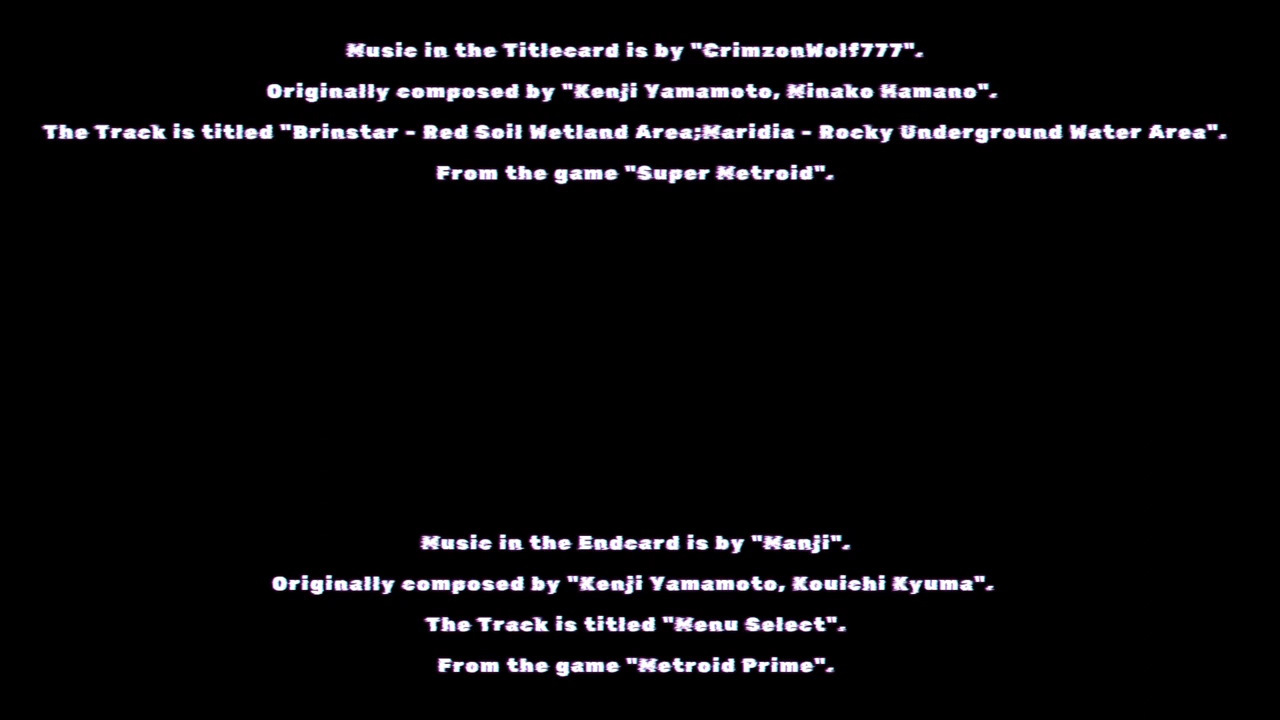 Music in the Titlecard is by "CrimzonWolf777".
Originally composed by "Kenji Yamamoto, Minako Hamano".
The Track is titled "Brinstar - Red Soil Wetland Area;Maridia - Rocky Underground Water Area".
From the game "Super Metroid".
Music in the Endcard is by "Manji".
Originally composed by "Kenji Yamamoto, Kouichi Kyuma".
The Track is titled "Menu Select".
From the game "Metroid Prime".